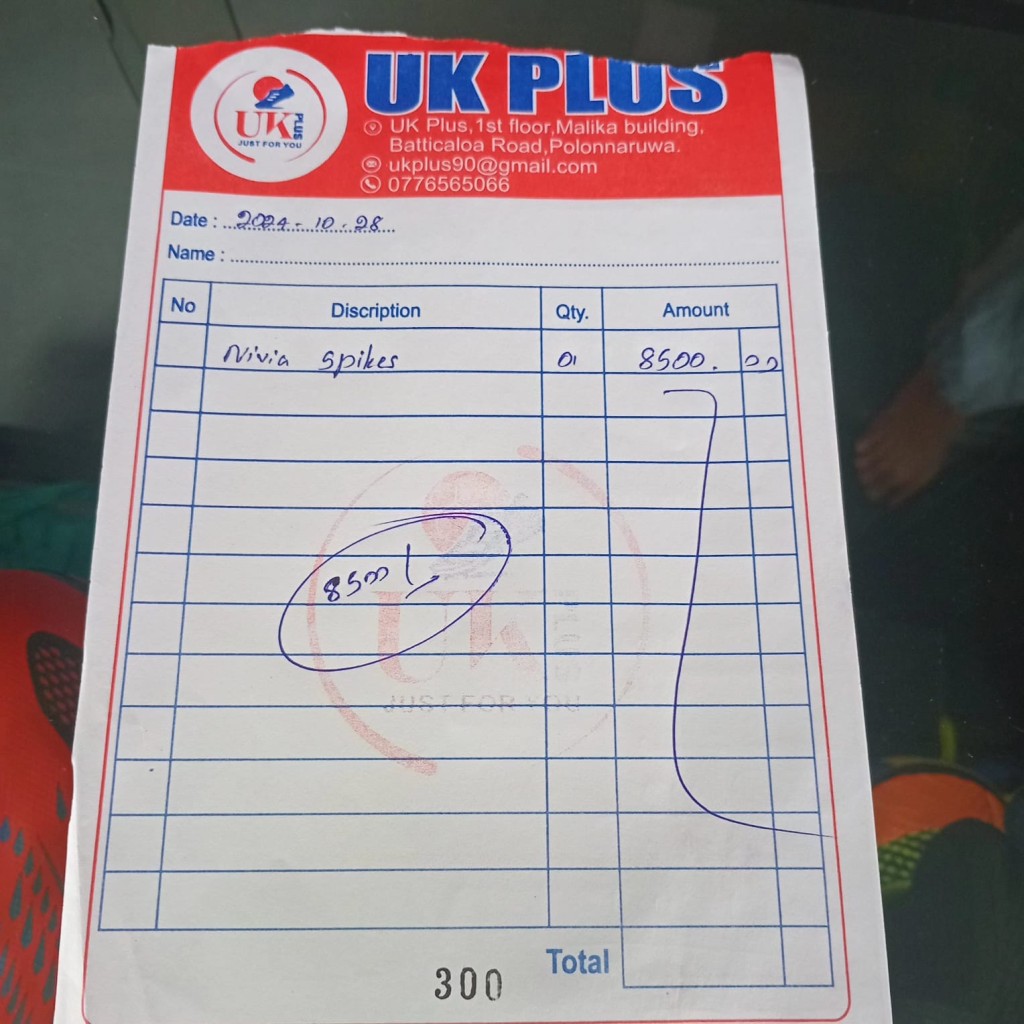 UK PLUS
UK PLUS
JUST FOR YOU
UK Plus,1st floor,Malika building,
Batticaloa Road,Polonnaruwa.
ukplus90@gmail.com
0776565066
Date : 2024 - 10 - 28
Name :
No Discription Qty. Amount
Nivia spikes 01 8500. 00
8500/-
UK PLUS
JUST FOR YOU
Total
300